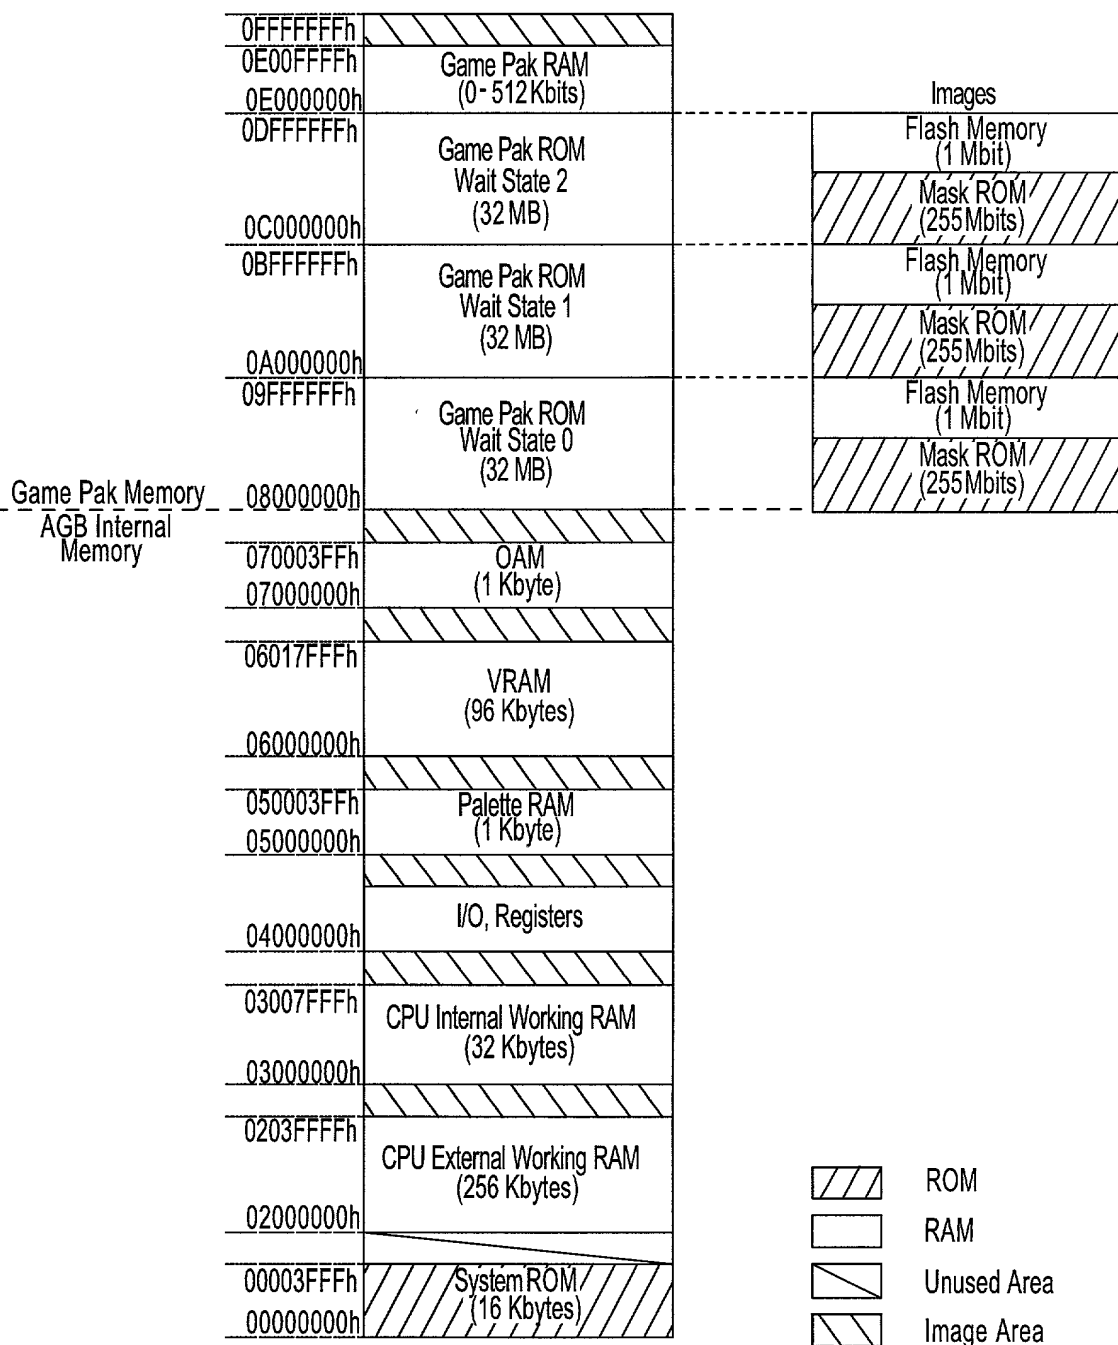 0FFFFFFFh
0E00FFFFh
Game Pak RAM
(0-512Kbits)
0E000000h
Images
0DFFFFFFh
Game Pak ROM
Wait State 2
(32 MB)
0C000000h
Flash Memory
(1 Mbit)
Mask ROM
(255Mbits)
0BFFFFFFh
Game Pak ROM
Wait State 1
(32 MB)
0A000000h
Flash Memory
(1 Mbit)
Mask ROM
(255Mbits)
09FFFFFFh
Game Pak ROM
Wait State 0
(32 MB)
08000000h
Flash Memory
(1 Mbit)
Mask ROM
(255Mbits)
Game Pak Memory
AGB Internal
Memory
070003FFh
OAM
(1 Kbyte)
07000000h
06017FFFh
VRAM
(96 Kbytes)
06000000h
050003FFh
Palette RAM
(1 Kbyte)
05000000h
I/O, Registers
04000000h
03007FFFh
CPU Internal Working RAM
(32 Kbytes)
03000000h
0203FFFFh
CPU External Working RAM
(256 Kbytes)
02000000h
00003FFFh
System ROM
(16 Kbytes)
00000000h
ROM
RAM
Unused Area
Image Area